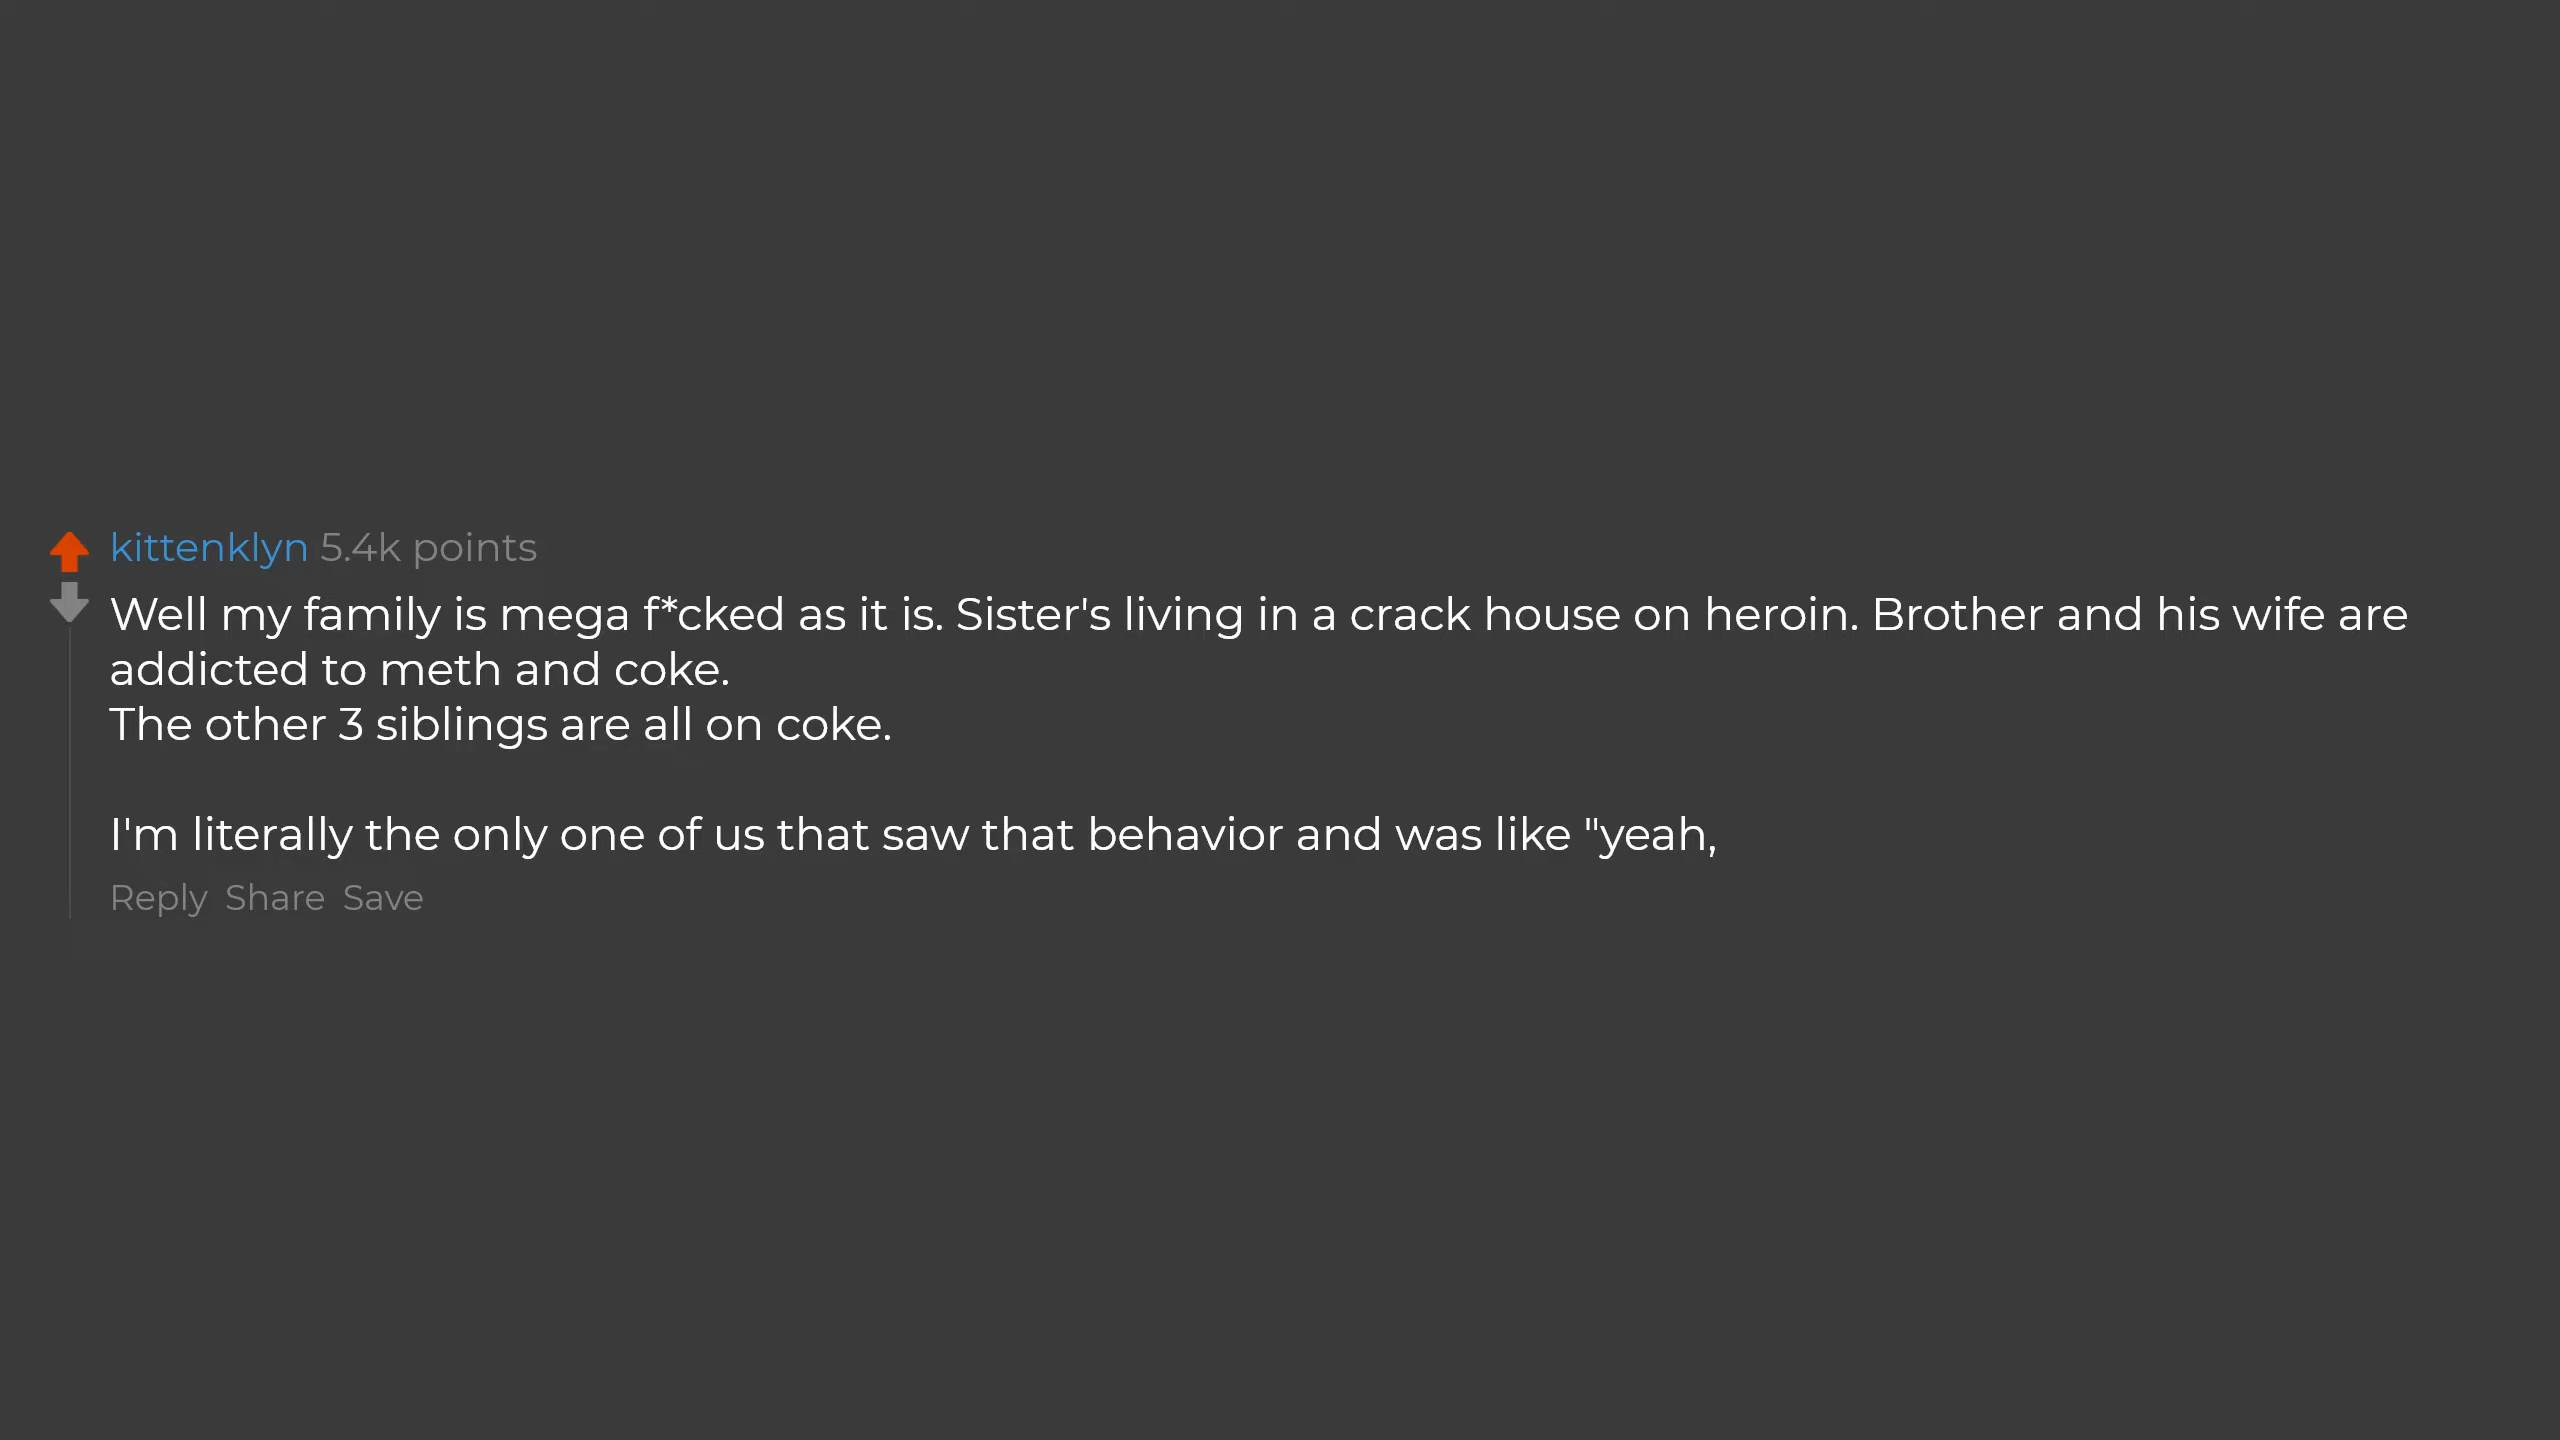 kittenklyn 5.4k points
Well my family is mega f*cked as it is. Sister's living in a crack house on heroin. Brother and his wife are
addicted to meth and coke.
The other 3 siblings are all on coke.
I'm literally the only one of us that saw that behavior and was like "yeah,
Reply Share Save